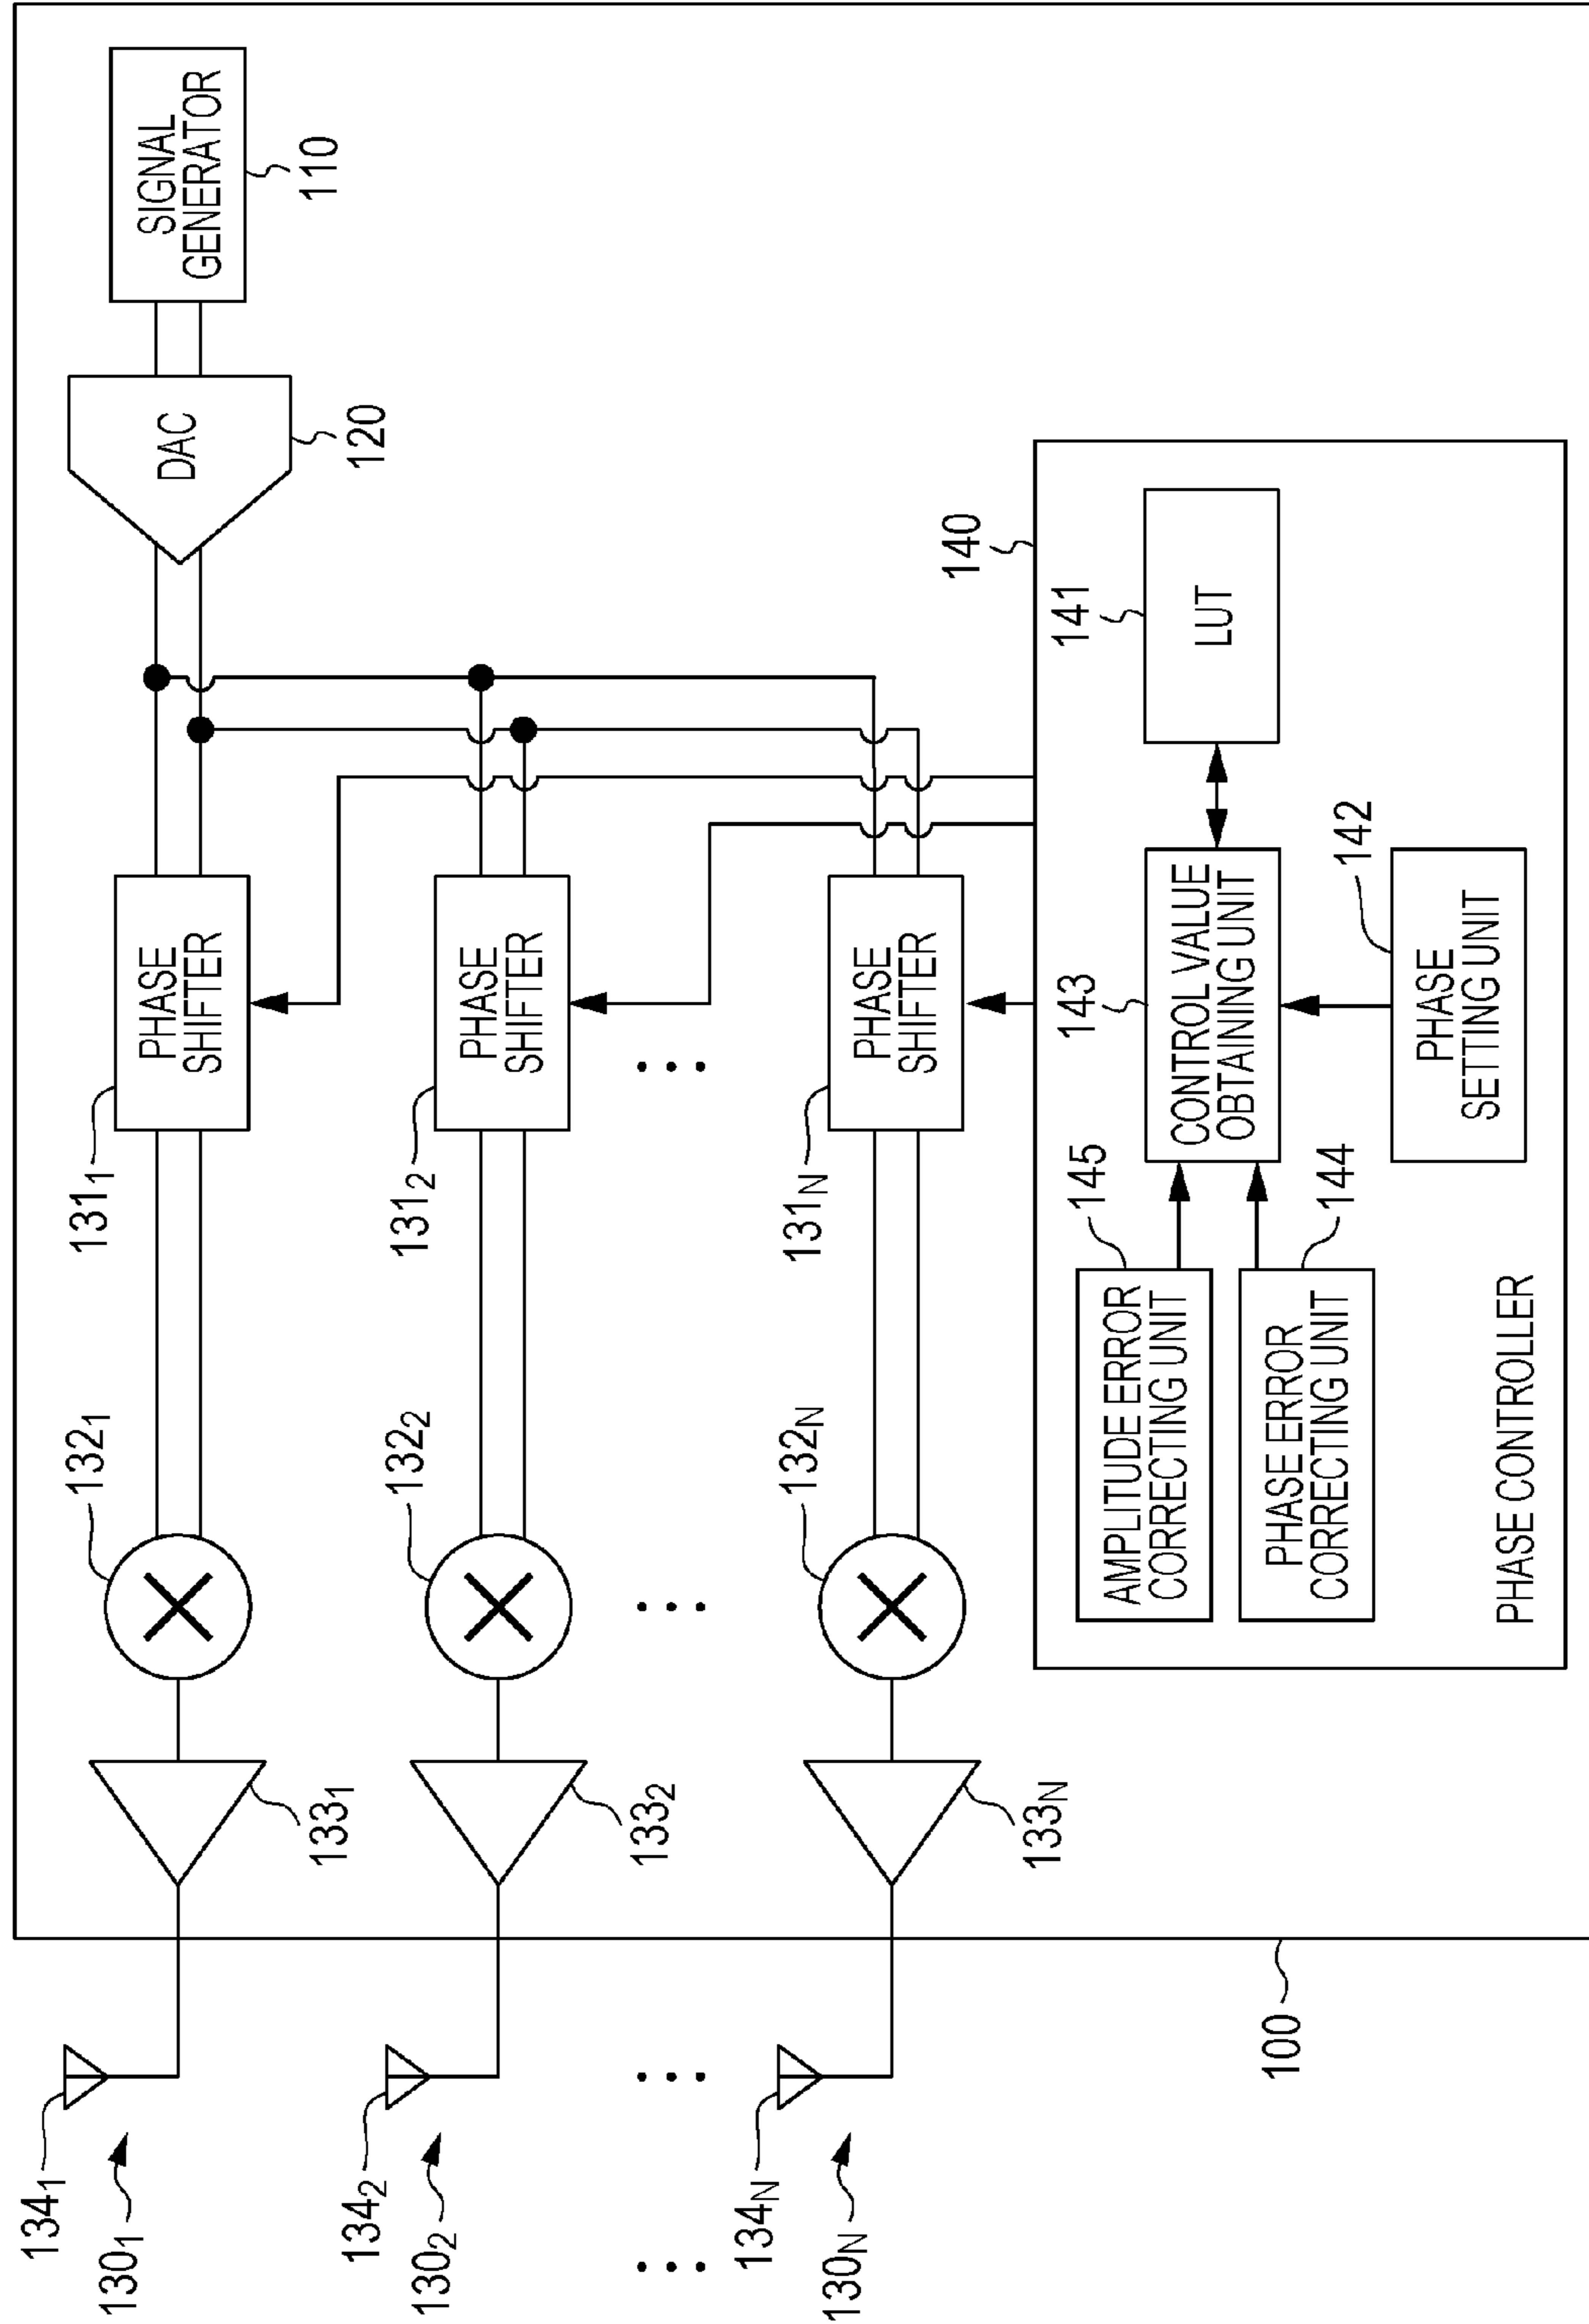 134₁
130₁
133₁
132₁
131₁
PHASE
SHIFTER
DAC
120
SIGNAL
GENERATOR
110
134₂
130₂
133₂
132₂
131₂
PHASE
SHIFTER
134N
130N
133N
132N
131N
PHASE
SHIFTER
140
100
AMPLITUDE ERROR
CORRECTING UNIT
145
PHASE ERROR
CORRECTING UNIT
144
143
CONTROL VALUE
OBTAINING UNIT
141
LUT
142
PHASE
SETTING UNIT
PHASE CONTROLLER